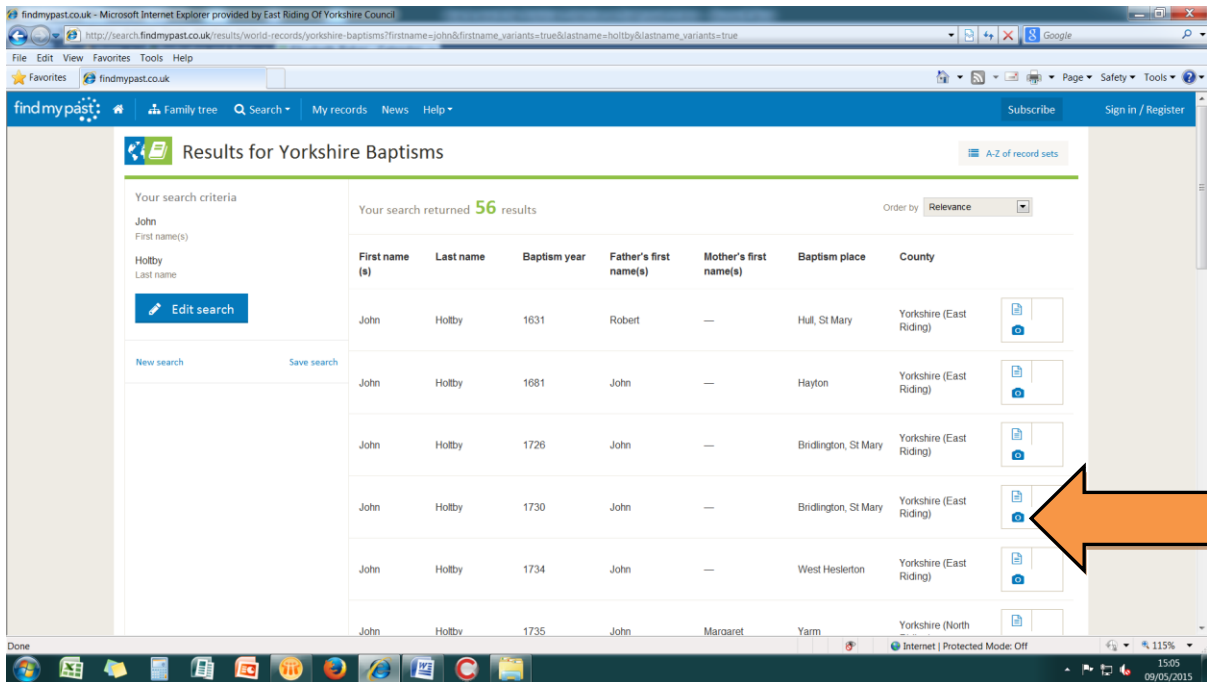 findmypast.co.uk - Microsoft Internet Explorer provided by East Riding Of Yorkshire Council
http://search.findmypast.co.uk/results/world-records/yorkshire-baptisms?firstname=john&firstname_variants=true&lastname=holtby&lastname_variants=true
Google
File Edit View Favorites Tools Help
Favorites findmypast.co.uk
Page Safety Tools
findmypast Family tree Search My records News Help Subscribe Sign in / Register
Results for Yorkshire Baptisms
A-Z of record sets
Your search criteria
John
First name(s)
Holtby
Last name
Edit search
New search Save search
Your search returned 56 results
Order by Relevance
First name (s) Last name Baptism year Father's first name(s) Mother's first name(s) Baptism place County
John Holtby 1631 Robert — Hull, St Mary Yorkshire (East Riding)
John Holtby 1681 John — Hayton Yorkshire (East Riding)
John Holtby 1726 John — Bridlington, St Mary Yorkshire (East Riding)
John Holtby 1730 John — Bridlington, St Mary Yorkshire (East Riding)
John Holtby 1734 John — West Heslerton Yorkshire (East Riding)
John Holtby 1735 John Margaret Yarm Yorkshire (North
Done Internet | Protected Mode: Off 115%
15:05
09/05/2015